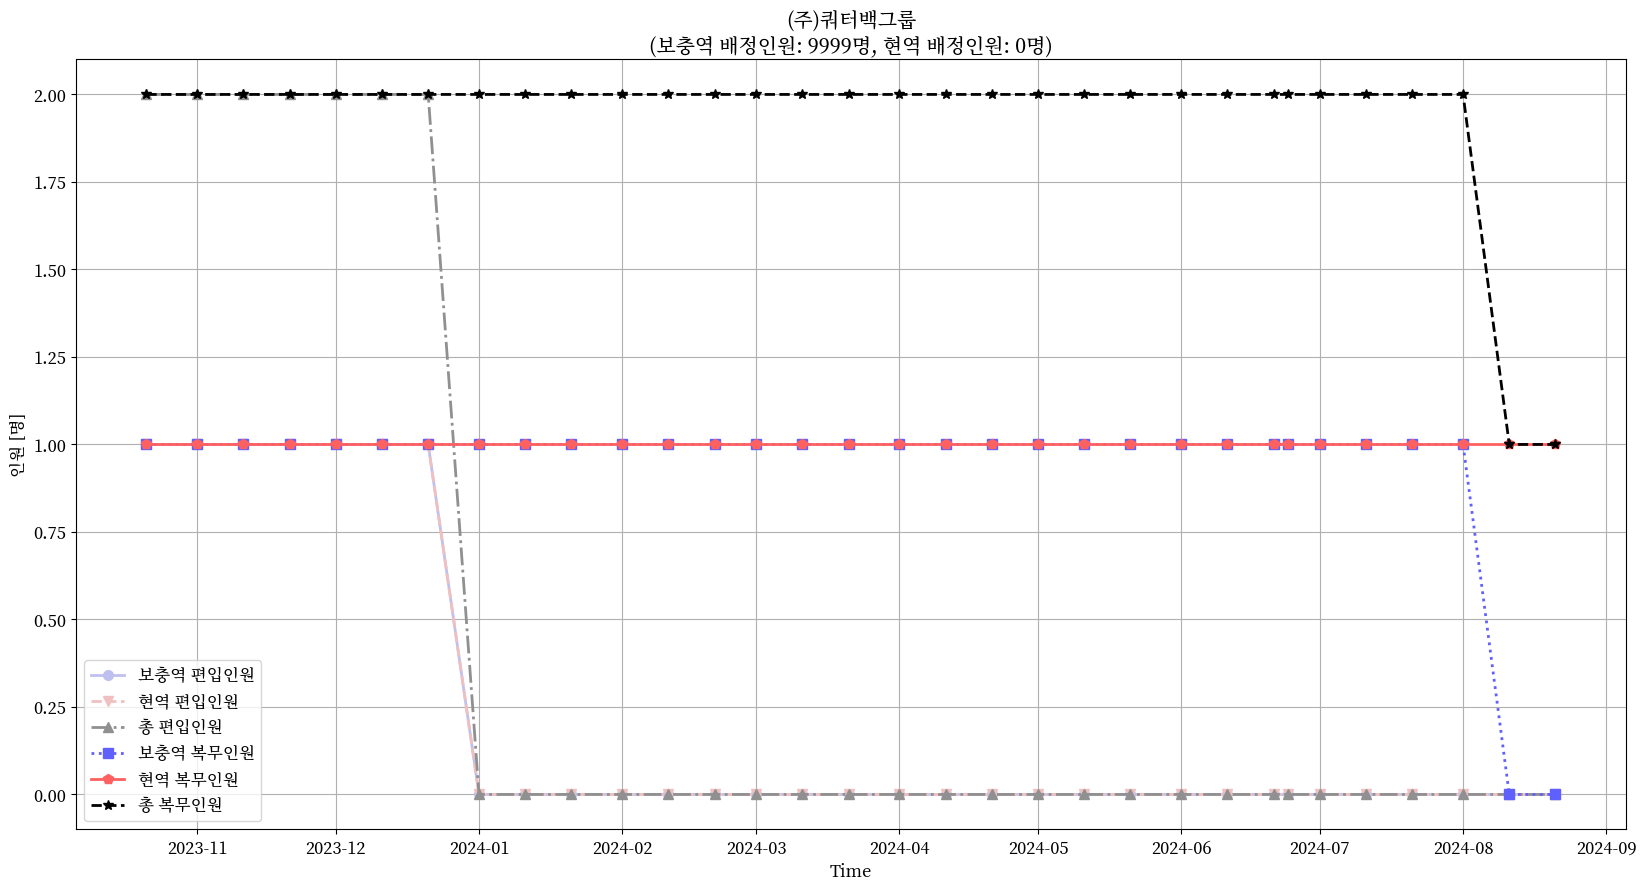 (주)쿼터백그룹
(보충역 배정인원: 9999명, 현역 배정인원: 0명)
2.00
1.75
1.50
1.25
1.00
0.75
0.50
0.25
0.00
인원 [명]
보충역 편입인원
현역 편입인원
총 편입인원
보충역 복무인원
현역 복무인원
총 복무인원
2023-11 2023-12 2024-01 2024-02 2024-03 2024-04 2024-05 2024-06 2024-07 2024-08 2024-09
Time